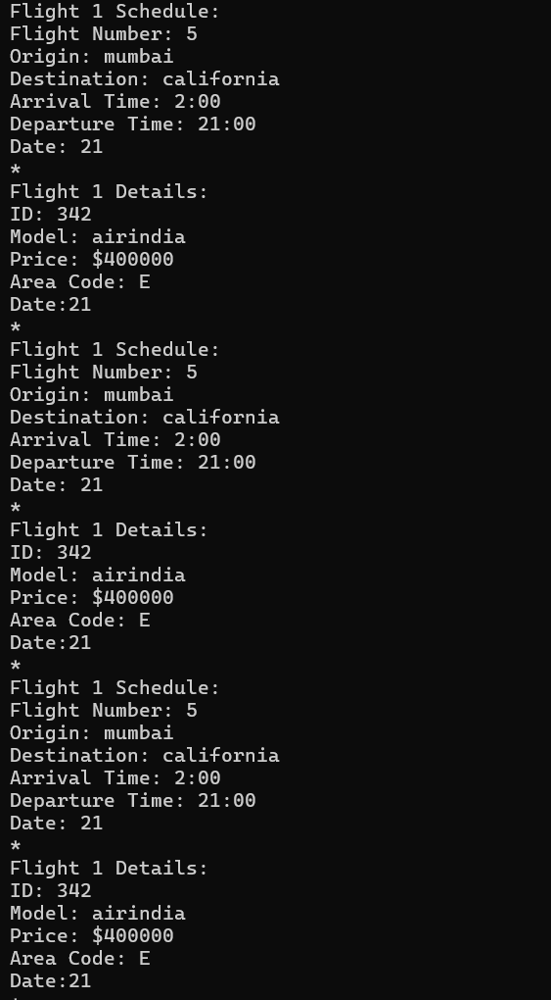 Flight 1 Schedule:
Flight Number: 5
Origin: mumbai
Destination: california
Arrival Time: 2:00
Departure Time: 21:00
Date: 21
*
Flight 1 Details:
ID: 342
Model: airindia
Price: $400000
Area Code: E
Date:21
*
Flight 1 Schedule:
Flight Number: 5
Origin: mumbai
Destination: california
Arrival Time: 2:00
Departure Time: 21:00
Date: 21
*
Flight 1 Details:
ID: 342
Model: airindia
Price: $400000
Area Code: E
Date:21
*
Flight 1 Schedule:
Flight Number: 5
Origin: mumbai
Destination: california
Arrival Time: 2:00
Departure Time: 21:00
Date: 21
*
Flight 1 Details:
ID: 342
Model: airindia
Price: $400000
Area Code: E
Date:21